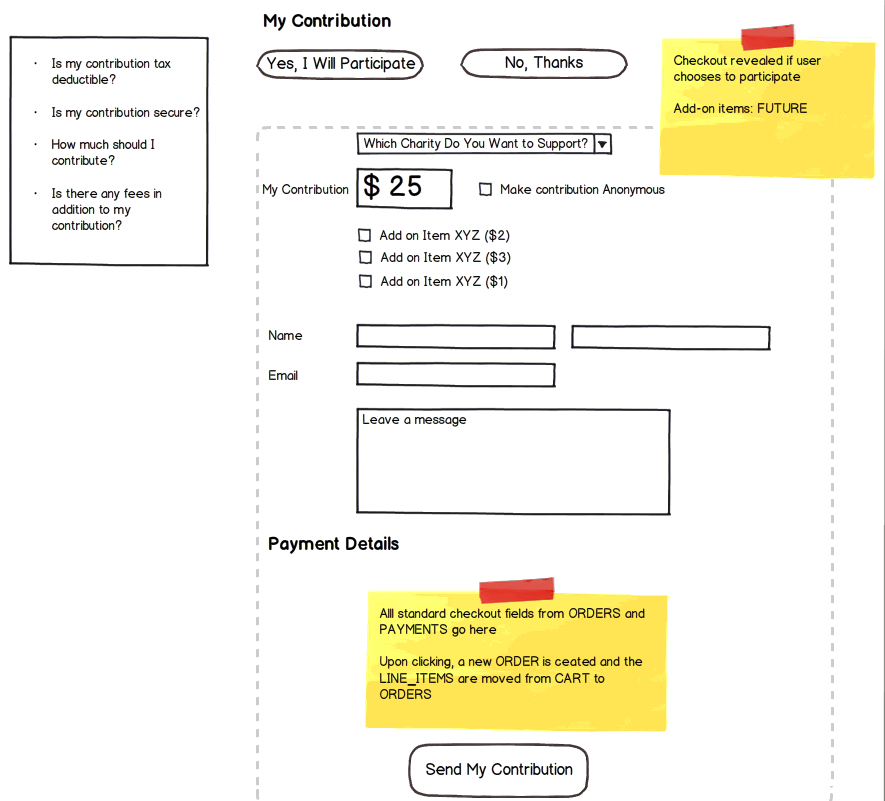 My Contribution
Yes, I Will Participate
No, Thanks
Checkout revealed if user
chooses to participate
Add-on items: FUTURE
· Is my contribution tax
deductible?
· Is my contribution secure?
· How much should I
contribute?
· Is there any fees in
addition to my
contribution?
Which Charity Do You Want to Support?
My Contribution
$ 25
Make contribution Anonymous
Add on Item XYZ ($2)
Add on Item XYZ ($3)
Add on Item XYZ ($1)
Name
Email
Leave a message
Payment Details
Alll standard checkout fields from ORDERS and
PAYMENTS go here
Upon clicking, a new ORDER is ceated and the
LINE_ITEMS are moved from CART to
ORDERS
Send My Contribution